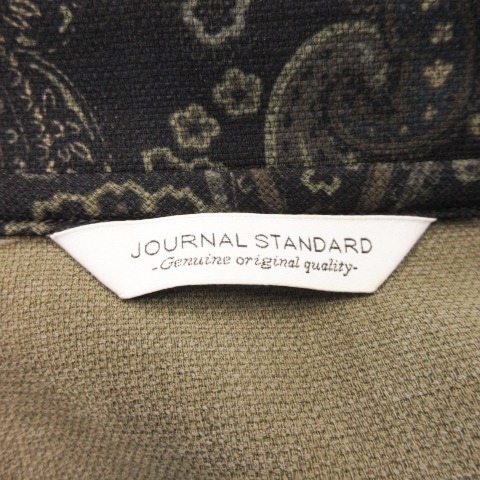 JOURNAL STANDARD
-Genuine original quality-